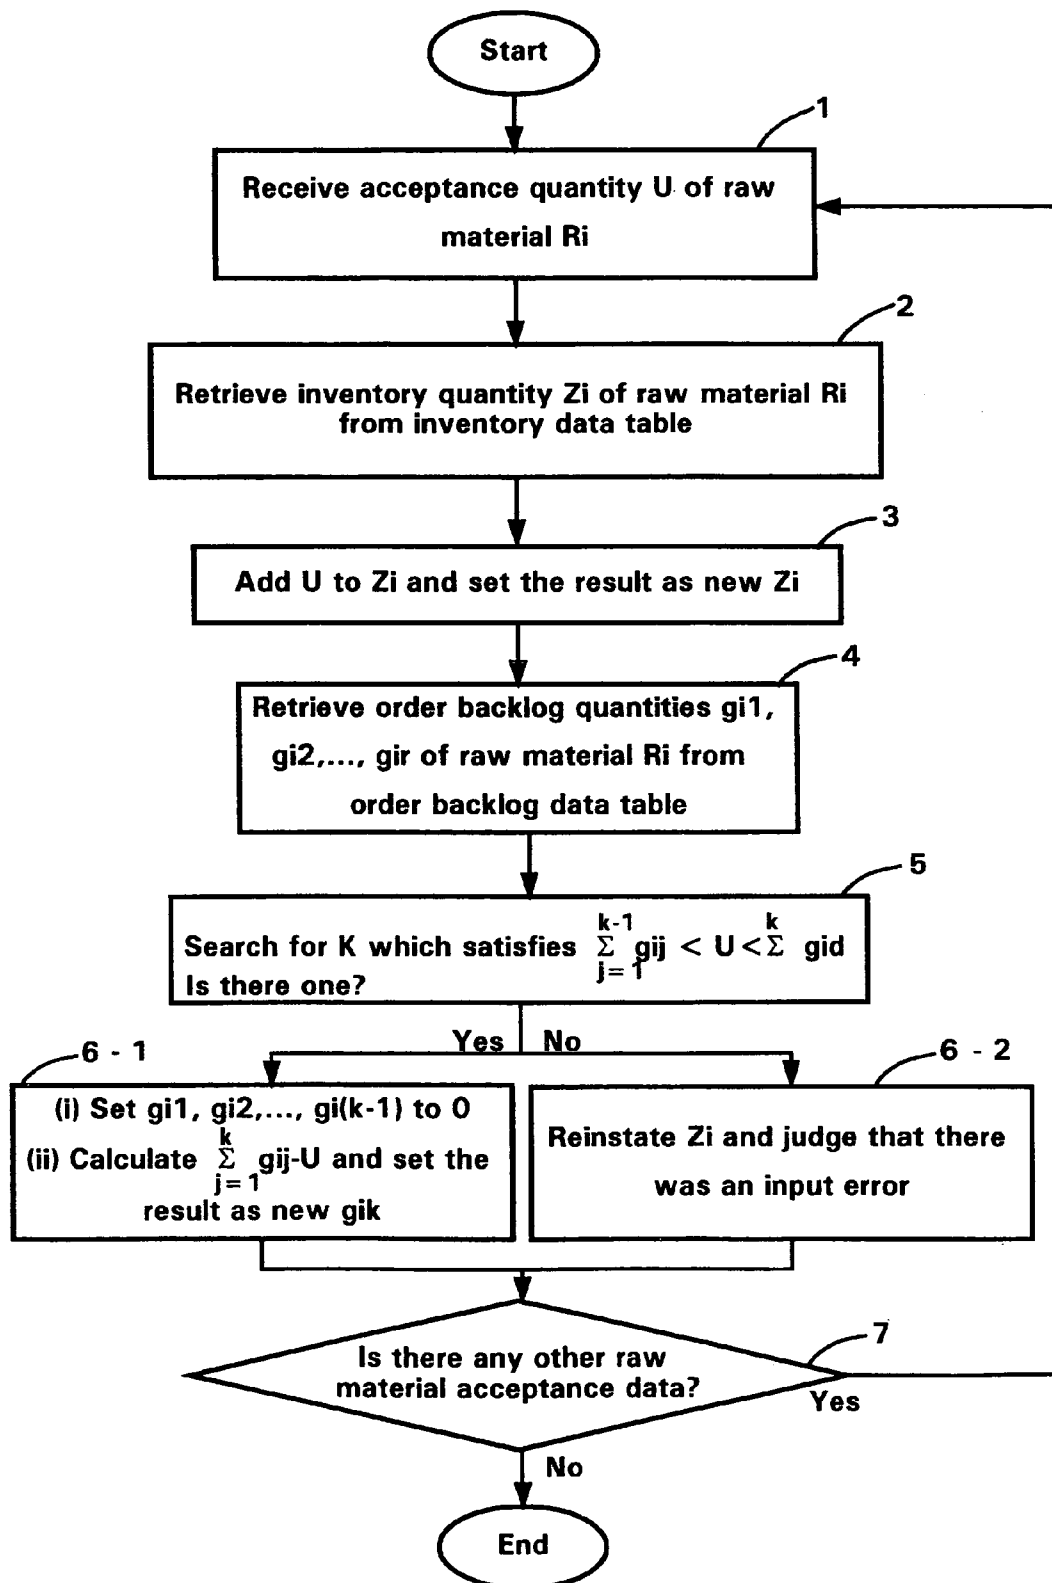 Start
1
Receive acceptance quantity U of raw
material Ri
2
Retrieve inventory quantity Zi of raw material Ri
from inventory data table
3
Add U to Zi and set the result as new Zi
4
Retrieve order backlog quantities gi1,
gi2,..., gir of raw material Ri from
order backlog data table
5
Search for K which satisfies k-1 Σ j=1 gij < U < k Σ gid
Is there one?
Yes No
6 - 1
(i) Set gi1, gi2,..., gi(k-1) to 0
(ii) Calculate k Σ j=1 gij-U and set the
result as new gik
6 - 2
Reinstate Zi and judge that there
was an input error
7
Is there any other raw
material acceptance data?
Yes
No
End